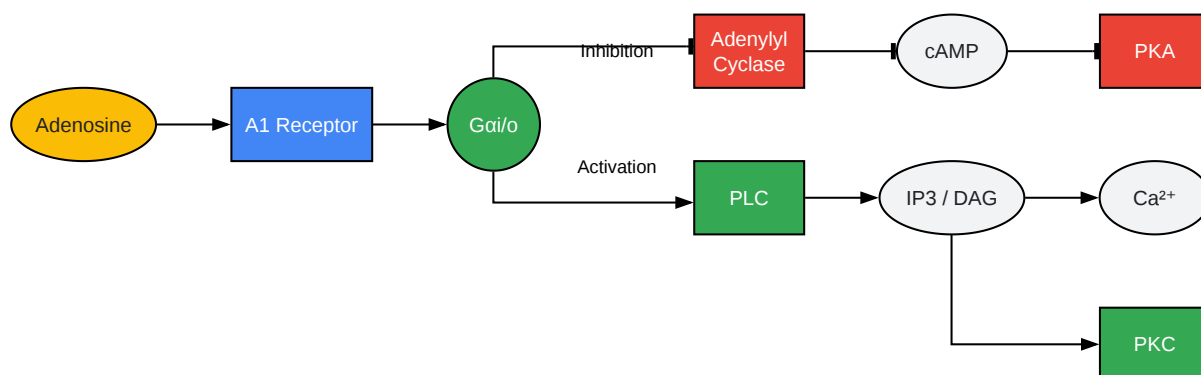 Adenosine
A1 Receptor
Gαi/o
Inhibition
Adenylyl
Cyclase
cAMP
PKA
Activation
PLC
IP3 / DAG
Ca²⁺
PKC